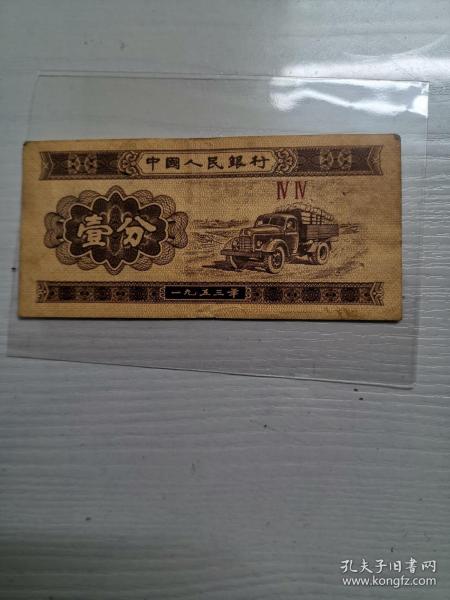 中國人民銀行
IV IV
壹分
一九五三年
孔夫子旧书网
www.kongfz.com